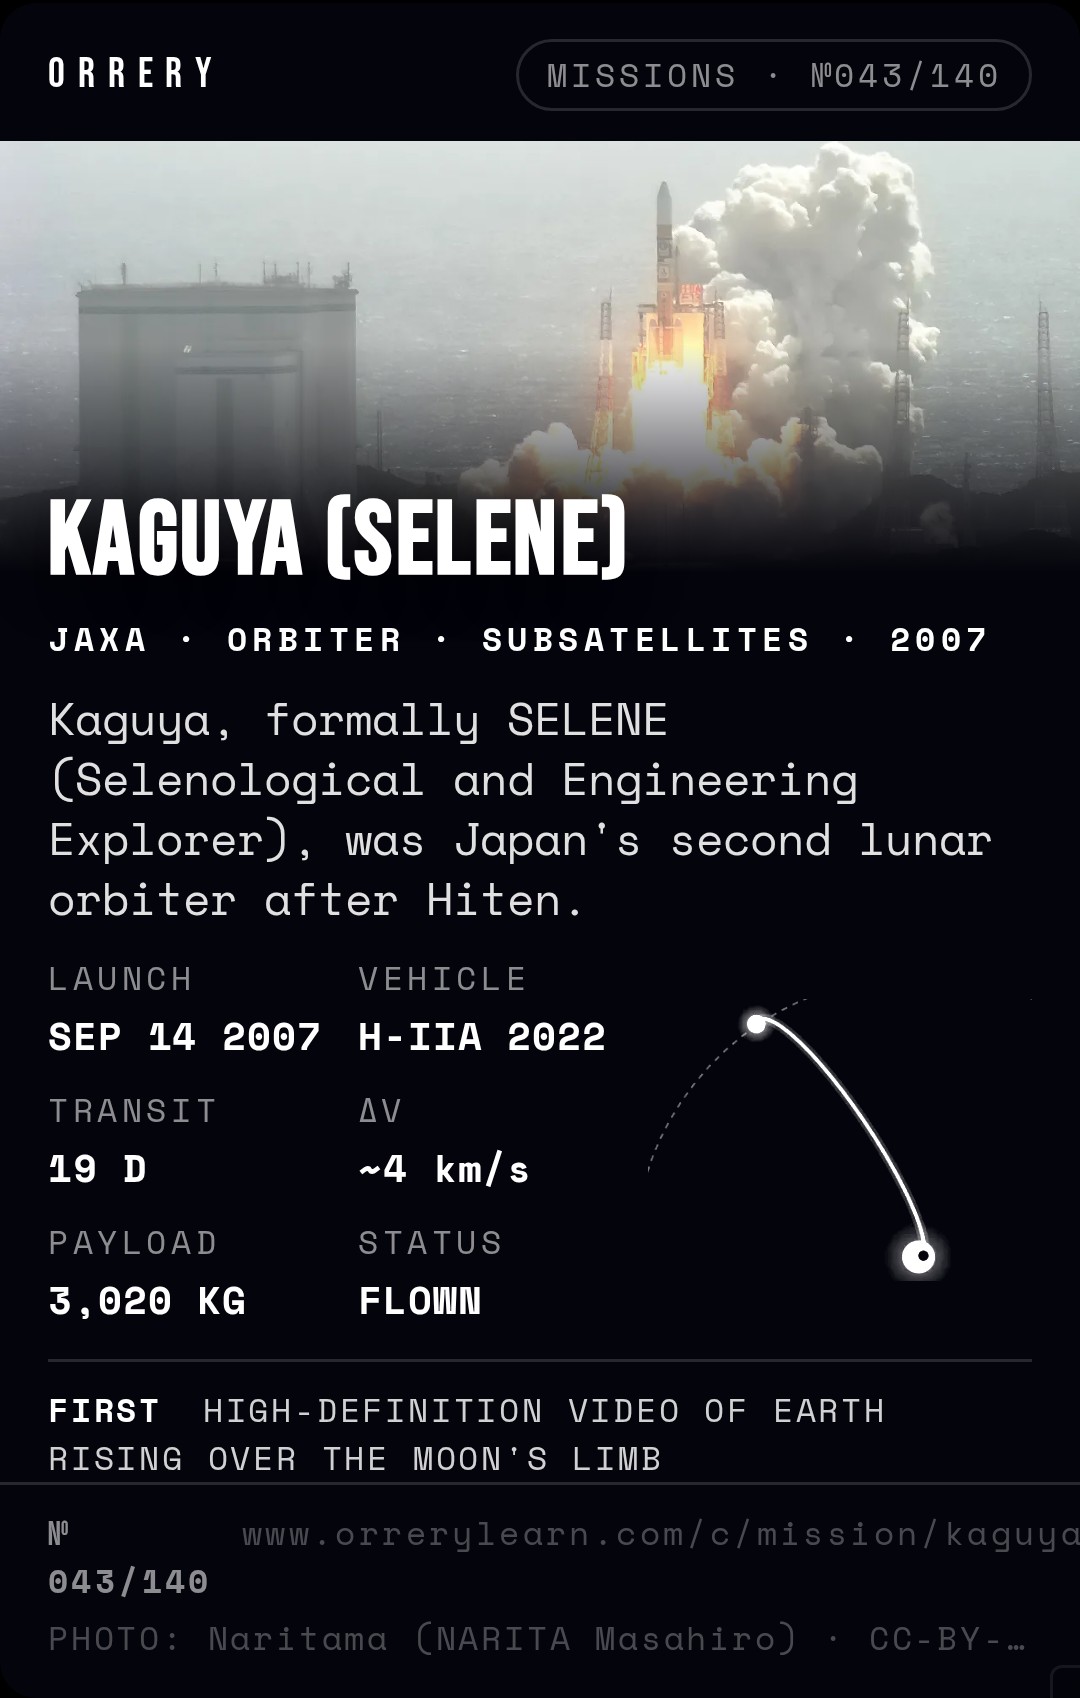 ORRERY
MISSIONS · №043/140
KAGUYA (SELENE)
JAXA · ORBITER · SUBSATELLITES · 2007
Kaguya, formally SELENE
(Selenological and Engineering
Explorer), was Japan's second lunar
orbiter after Hiten.
LAUNCH VEHICLE
SEP 14 2007 H-IIA 2022
TRANSIT ΔV
19 D ~4 km/s
PAYLOAD STATUS
3,020 KG FLOWN
FIRST HIGH-DEFINITION VIDEO OF EARTH
RISING OVER THE MOON'S LIMB
№ www.orrerylearn.com/c/mission/kaguya
043/140
PHOTO: Naritama (NARITA Masahiro) · CC-BY-…